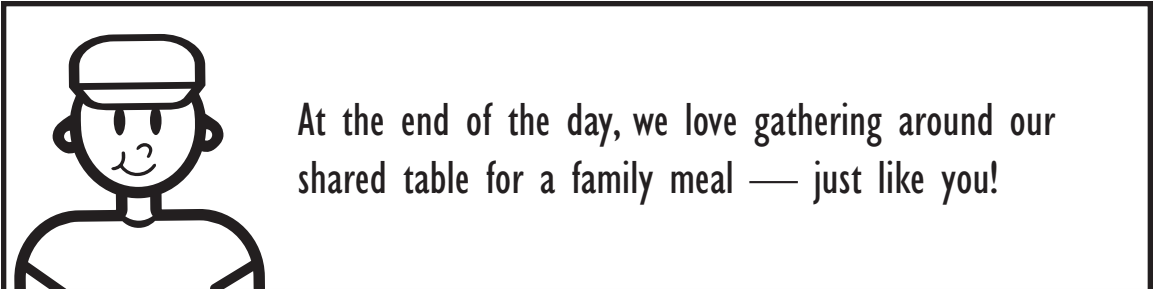 At the end of the day, we love gathering around our
shared table for a family meal — just like you!